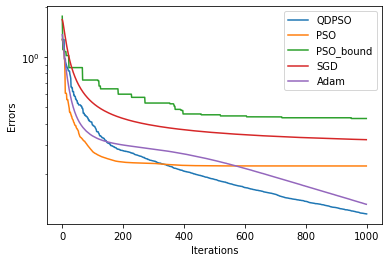 QDPSO
PSO
PSO_bound
SGD
Adam
10⁰
Errors
0 200 400 600 800 1000
Iterations